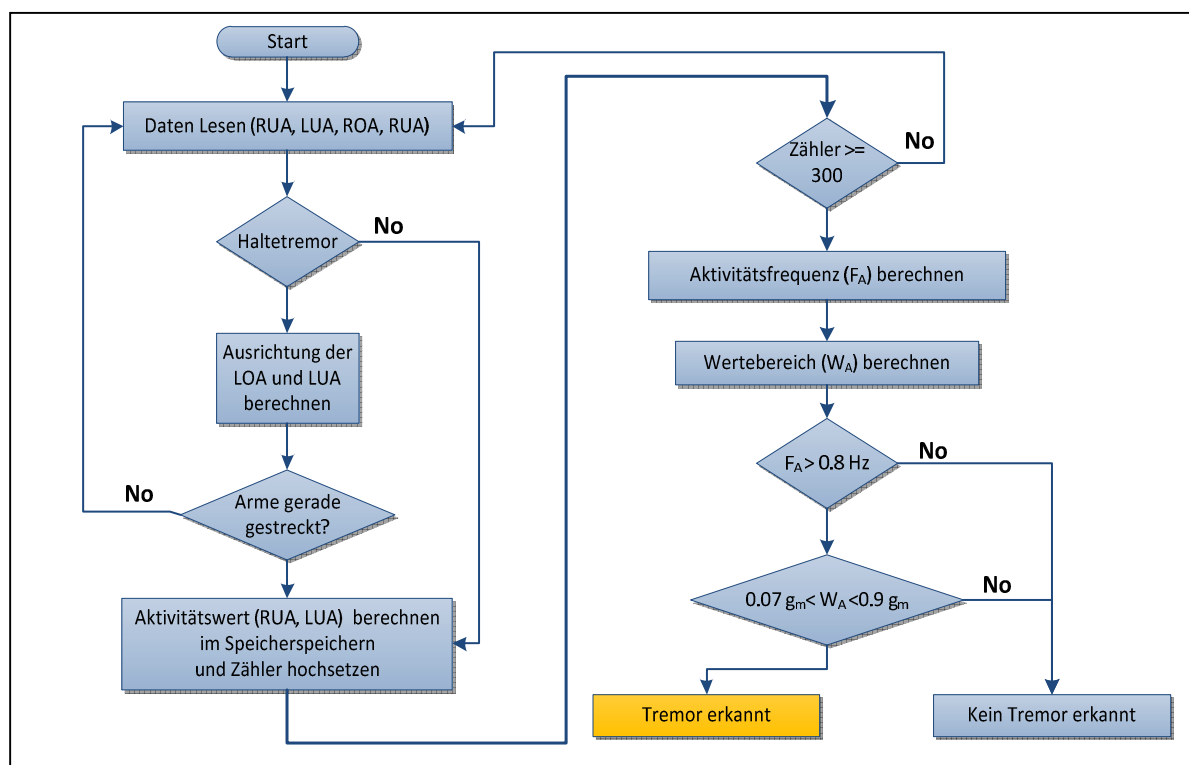 Start
Daten Lesen (RUA, LUA, ROA, RUA)
Haltetremor
No
Ausrichtung der
LOA und LUA
berechnen
No
Arme gerade
gestreckt?
Aktivitätswert (RUA, LUA) berechnen
im Speicherspeichern
und Zähler hochsetzen
Zähler >=
300
No
Aktivitätsfrequenz (FA) berechnen
Wertebereich (WA) berechnen
FA > 0.8 Hz
No
0.07 gm < WA <0.9 gm
No
Tremor erkannt
Kein Tremor erkannt